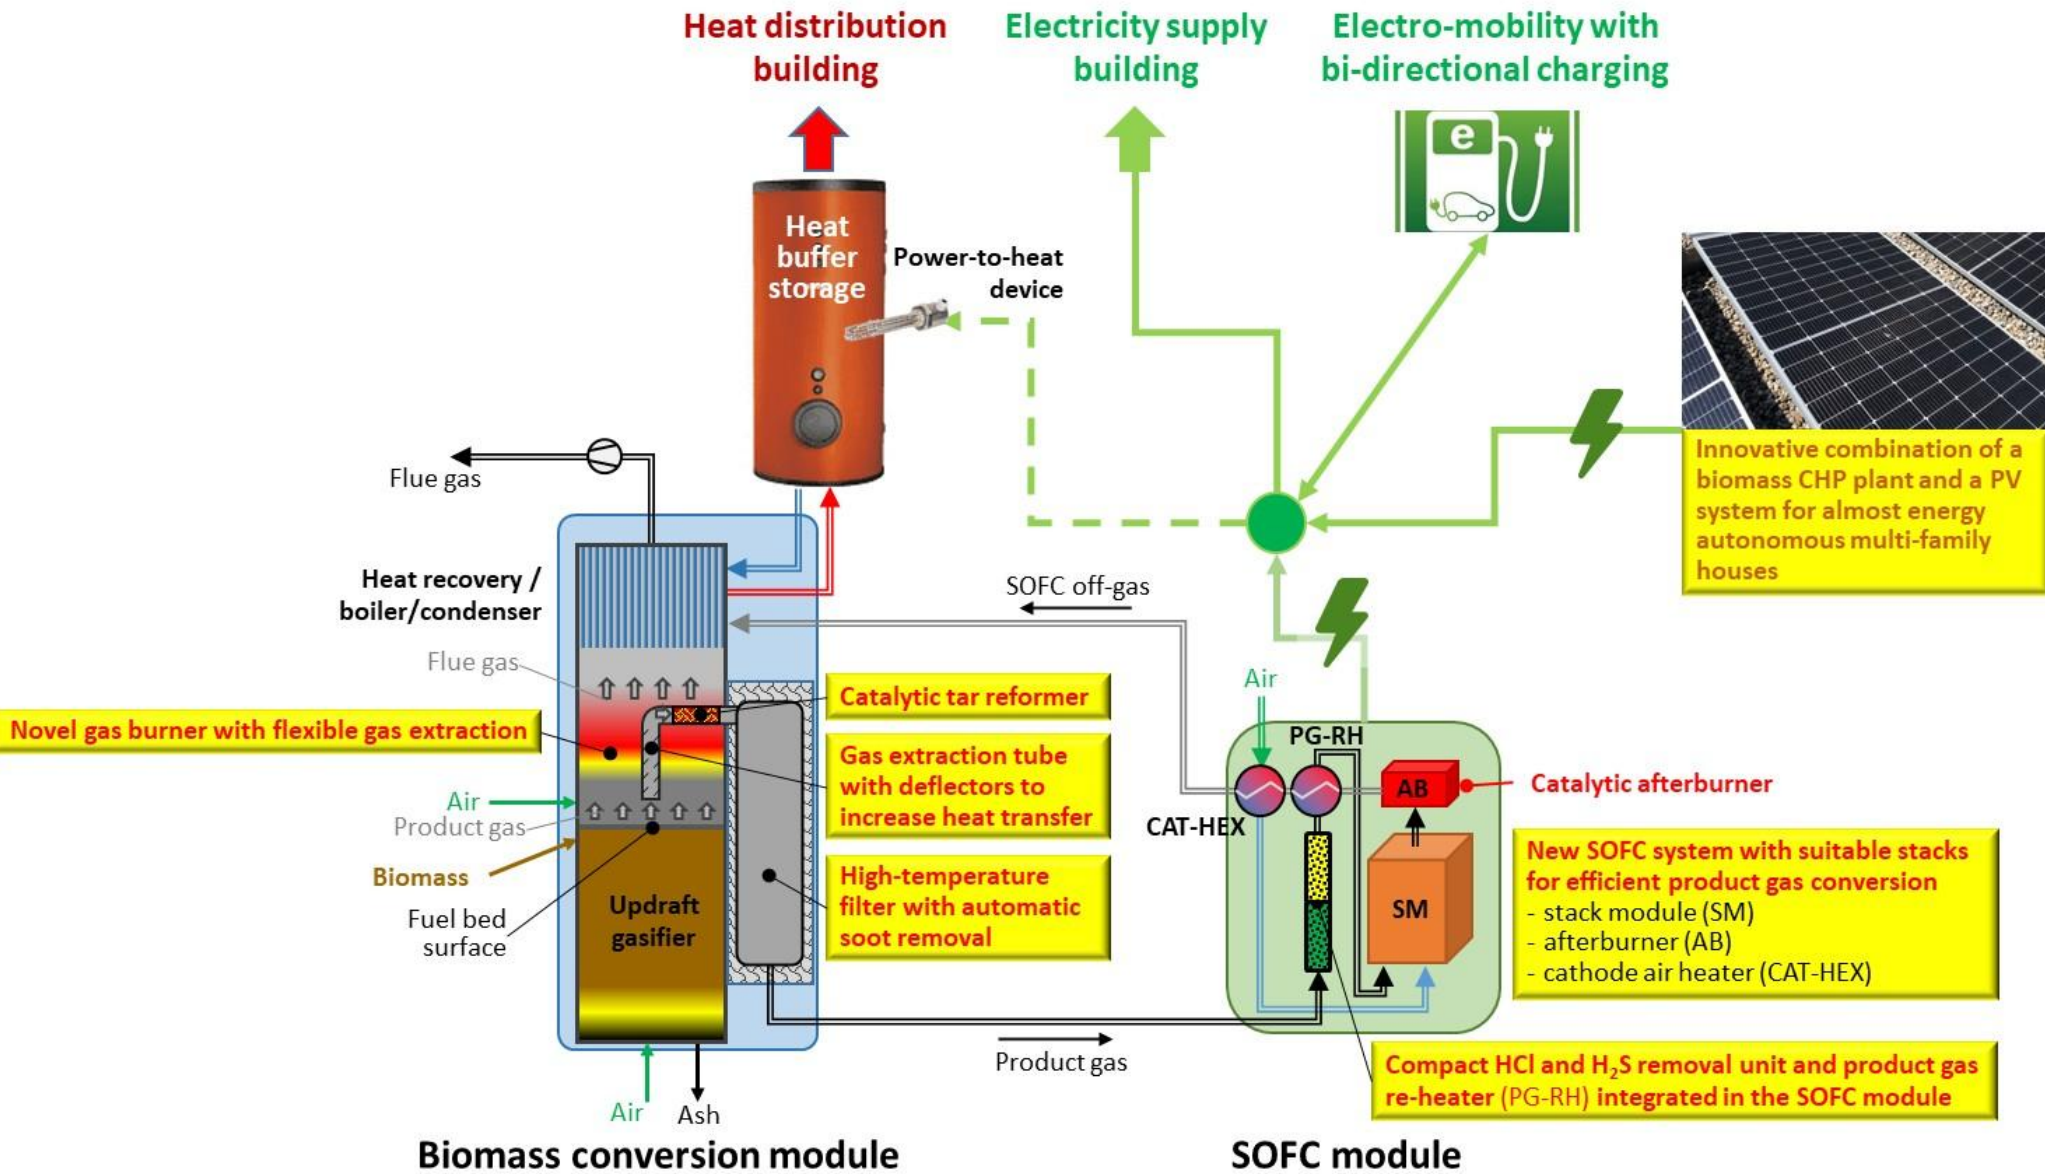 Heat distribution
building
Electricity supply
building
Electro-mobility with
bi-directional charging
e
Heat
buffer
storage
Power-to-heat
device
Innovative combination of a
biomass CHP plant and a PV
system for almost energy
autonomous multi-family
houses
Flue gas
Heat recovery /
boiler/condenser
SOFC off-gas
Flue gas
Novel gas burner with flexible gas extraction
Catalytic tar reformer
Gas extraction tube
with deflectors to
increase heat transfer
High-temperature
filter with automatic
soot removal
Air
Product gas
Biomass
Fuel bed
surface
Updraft
gasifier
Air
PG-RH
CAT-HEX
AB
SM
Catalytic afterburner
New SOFC system with suitable stacks
for efficient product gas conversion
- stack module (SM)
- afterburner (AB)
- cathode air heater (CAT-HEX)
Product gas
Compact HCl and H₂S removal unit and product gas
re-heater (PG-RH) integrated in the SOFC module
Air
Ash
Biomass conversion module
SOFC module